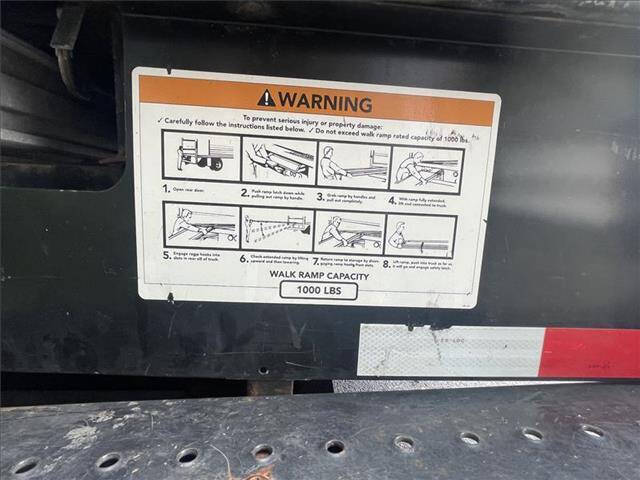 WARNING
To prevent serious injury or property damage:
✓ Carefully follow the instructions listed below. ✓ Do not exceed walk ramp rated capacity of 1000 lbs.
1. Open rear door.
2. Push ramp latch down while
pulling out ramp by handle.
3. Grab ramp by handles and
pull out completely.
4. With ramp fully extended,
lift and
to truck.
5. Engage ramp hooks into
slots in rear sill of truck.
6. Check extended ramp by lifting
upward and then lowering.
7. Return ramp to storage by disen-
gaging ramp hooks from slots.
8. Lift ramp, push into truck as far as
it will go and engage safety latch.
WALK RAMP CAPACITY
1000 LBS